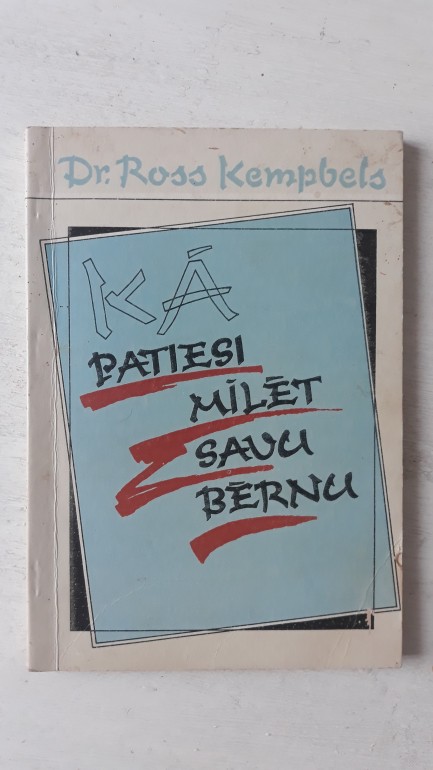 Dr. Ross Kempbels
KĀ
PATIESI
MĪLĒT
SAVU
BĒRNU